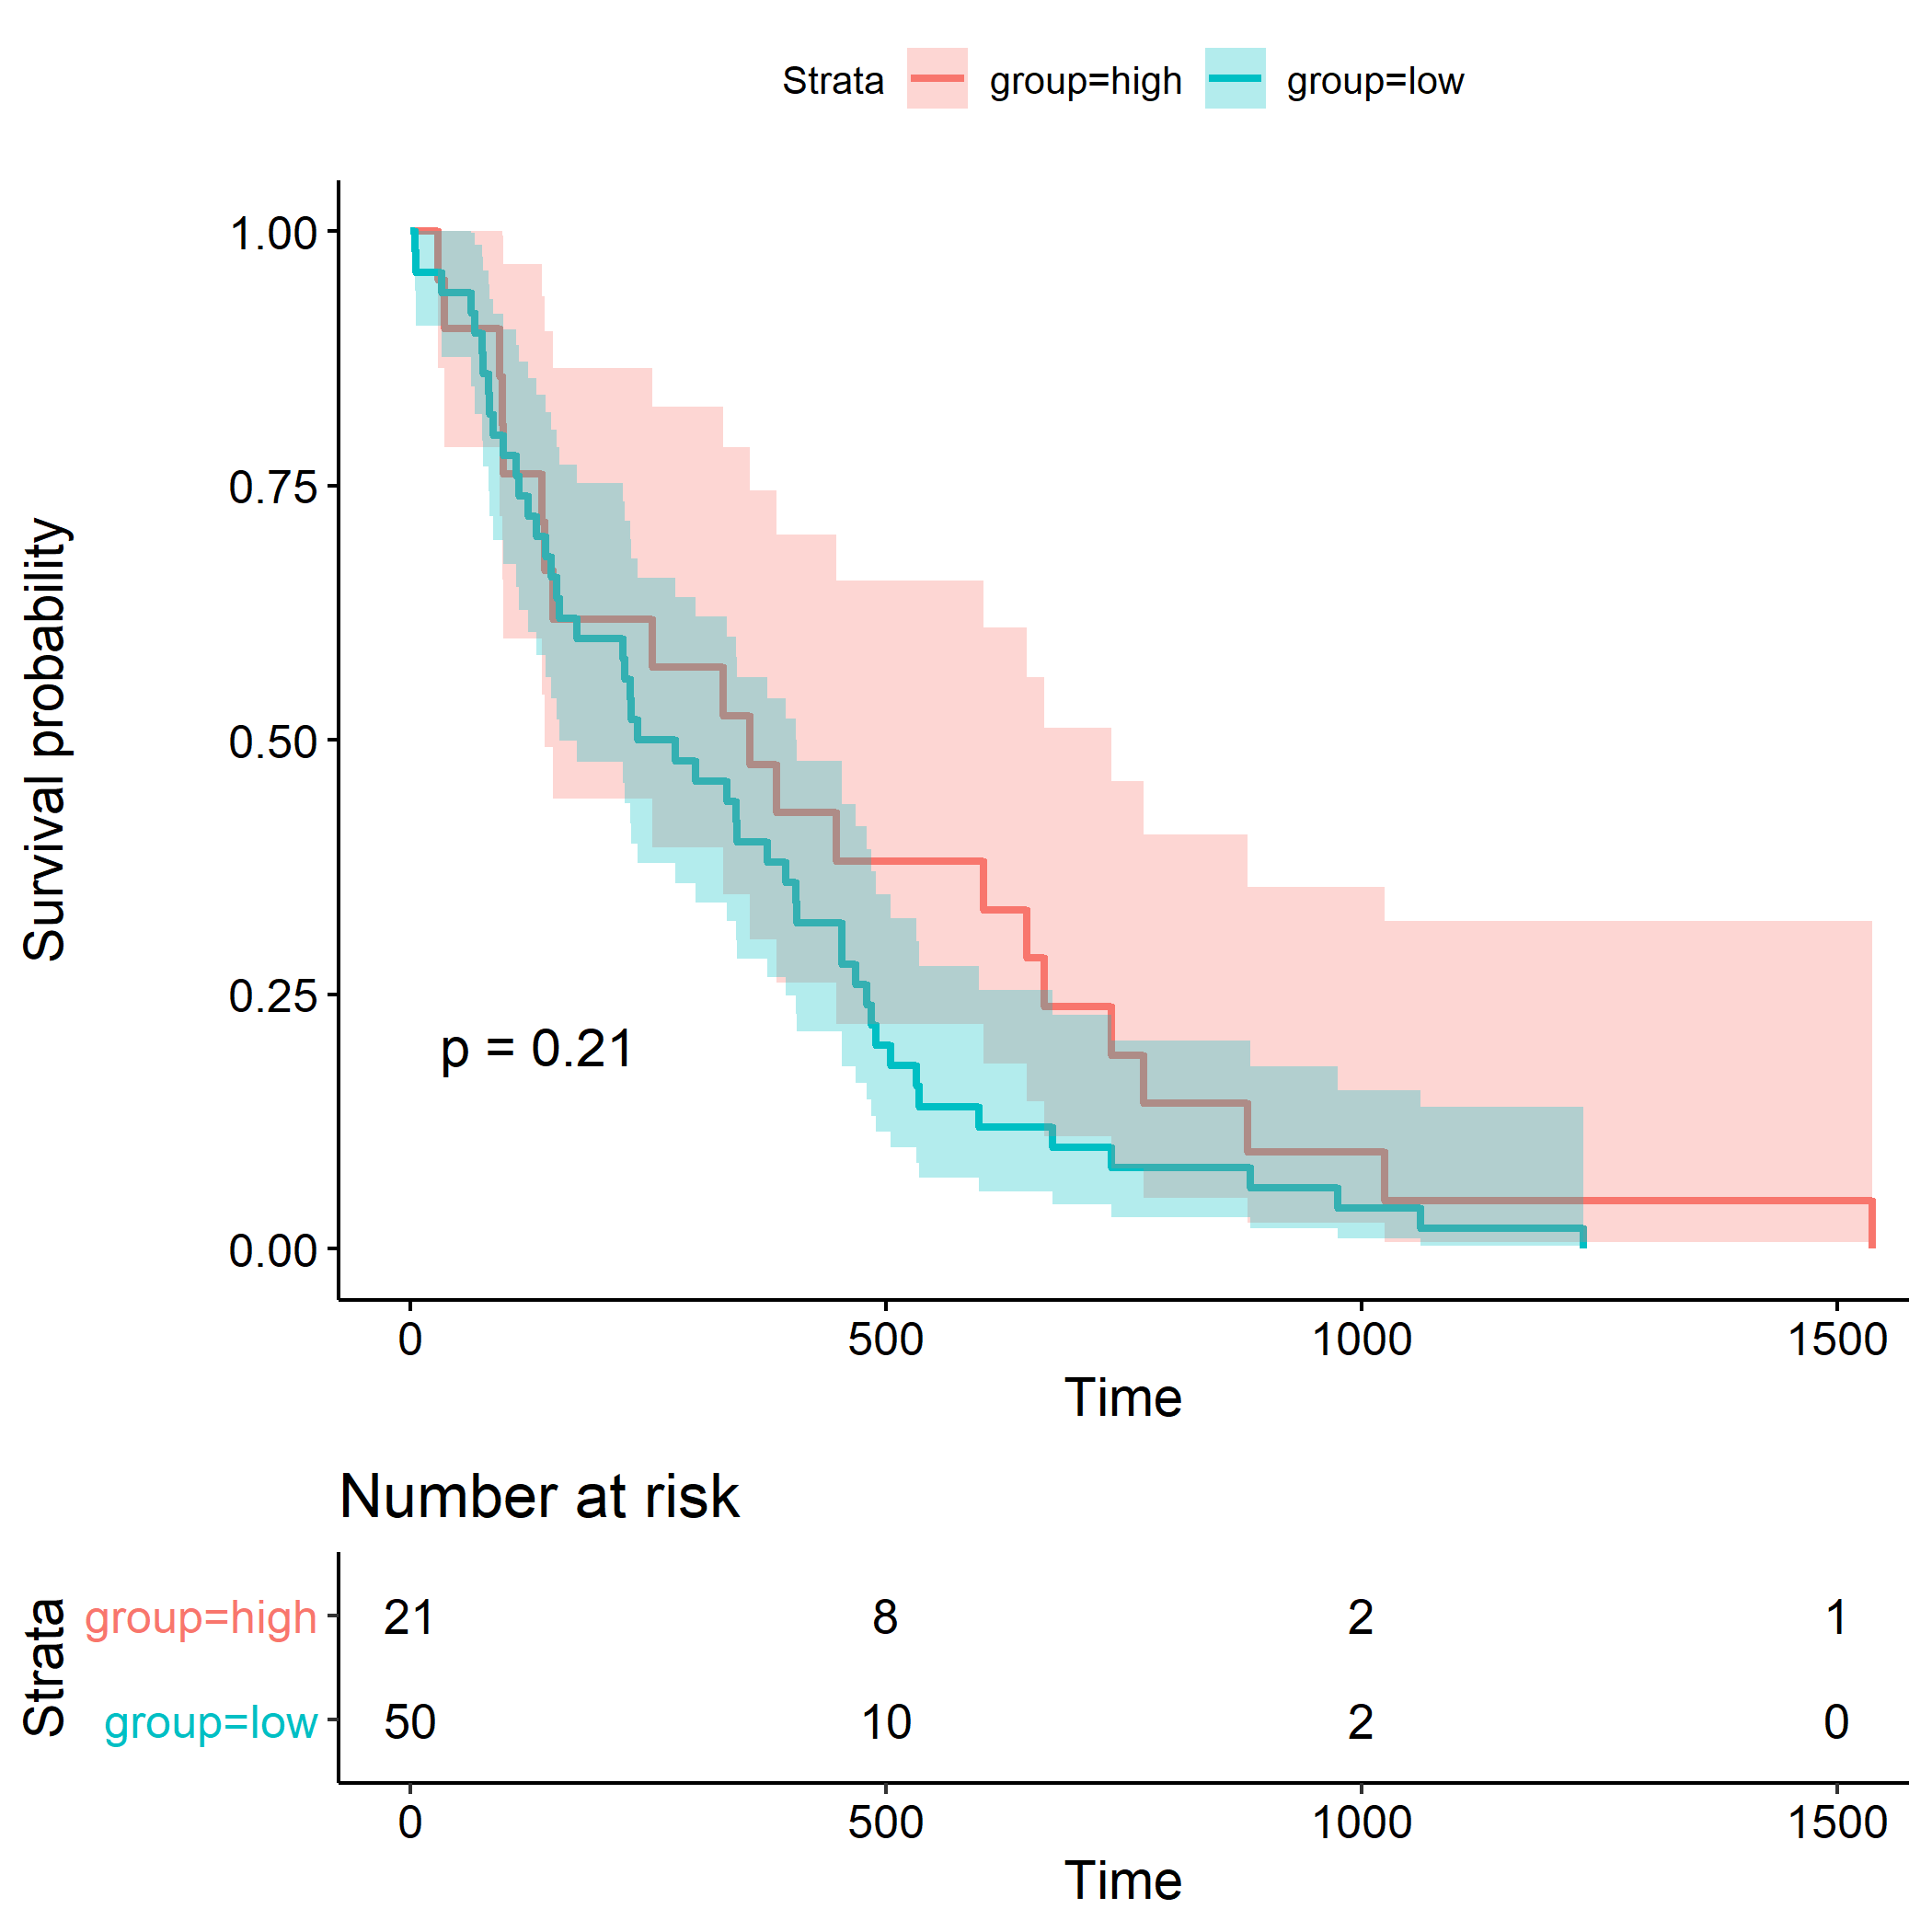 Strata group=high group=low
Survival probability
1.00
0.75
0.50
0.25
0.00
p = 0.21
0 500 1000 1500
Time
Number at risk
Strata
group=high 21 8 2 1
group=low 50 10 2 0
0 500 1000 1500
Time